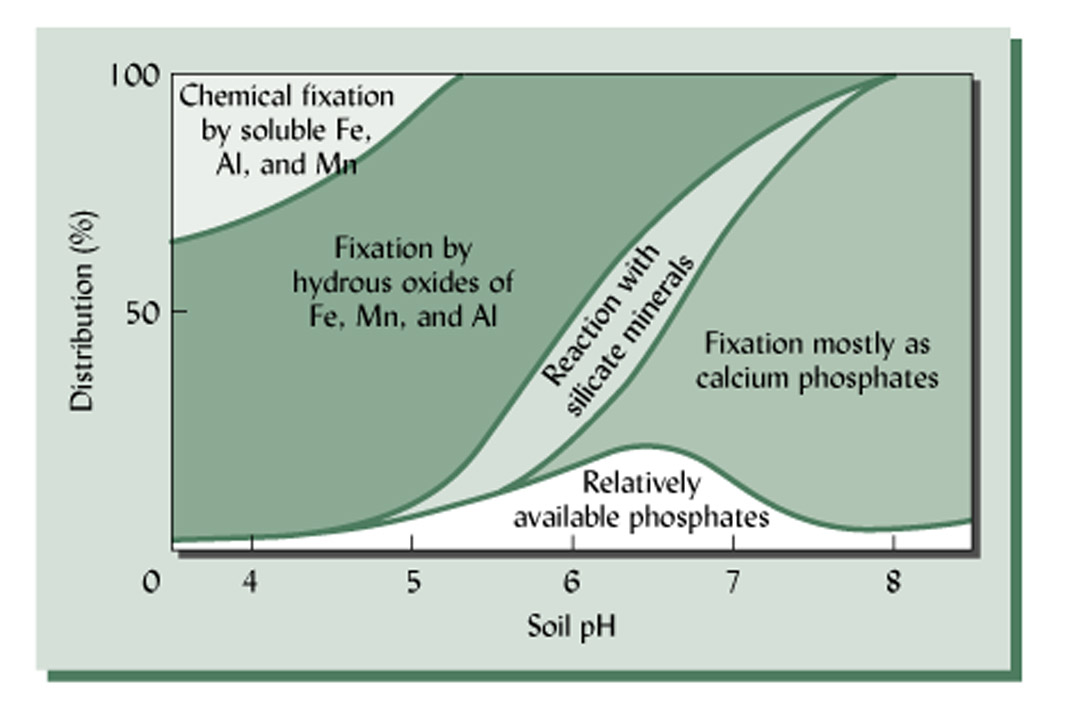 100
Chemical fixation
by soluble Fe,
Al, and Mn
Fixation by
hydrous oxides of
Fe, Mn, and Al
Reaction with
silicate minerals
Fixation mostly as
calcium phosphates
Relatively
available phosphates
Distribution (%)
50
0 4 5 6 7 8
Soil pH